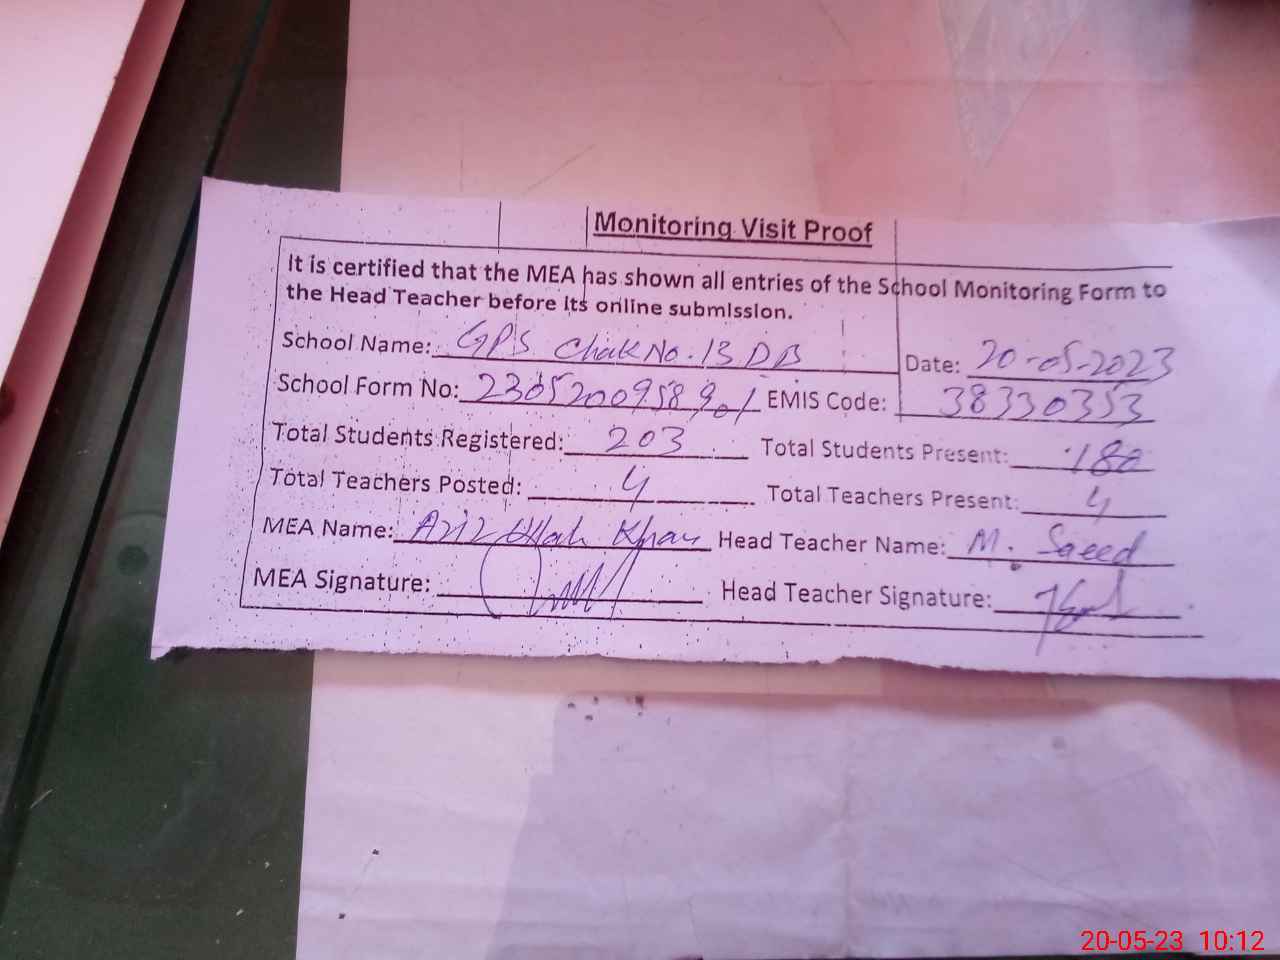 Monitoring Visit Proof
It is certified that the MEA has shown all entries of the School Monitoring Form to
the Head Teacher before its online submission.
School Name: GPS Chak No. 13 DB
Date: 20-05-2023
School Form No: EMIS Code: 38330353
Total Students Registered: 203 Total Students Present: 180
Total Teachers Posted: 4 Total Teachers Present: 4
MEA Name: Aziz Ullah Khan Head Teacher Name: M. Saeed
MEA Signature: Head Teacher Signature:
20-05-23 10:12